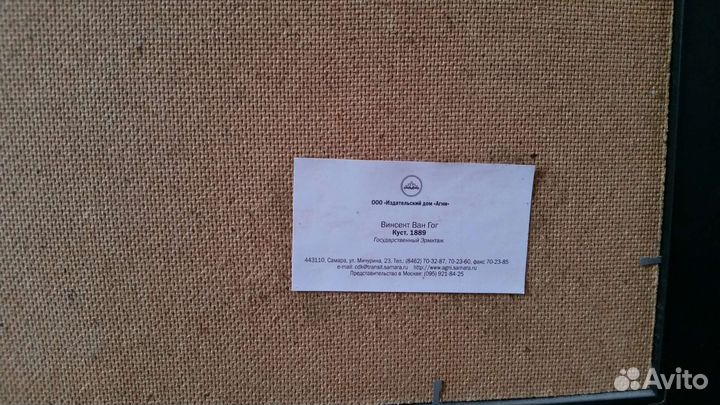 ООО «Издательский дом «Агни»
Винсент Ван Гог
Куст. 1889
Государственный Эрмитаж
443110, Самара, ул. Мичурина, 23. Тел.: (8462) 70-32-87, 70-23-60, факс 70-23-85
e-mail: cdk@transit.samara.ru http://www.agni.samara.ru
Представительство в Москве: (095) 921-84-25
Avito